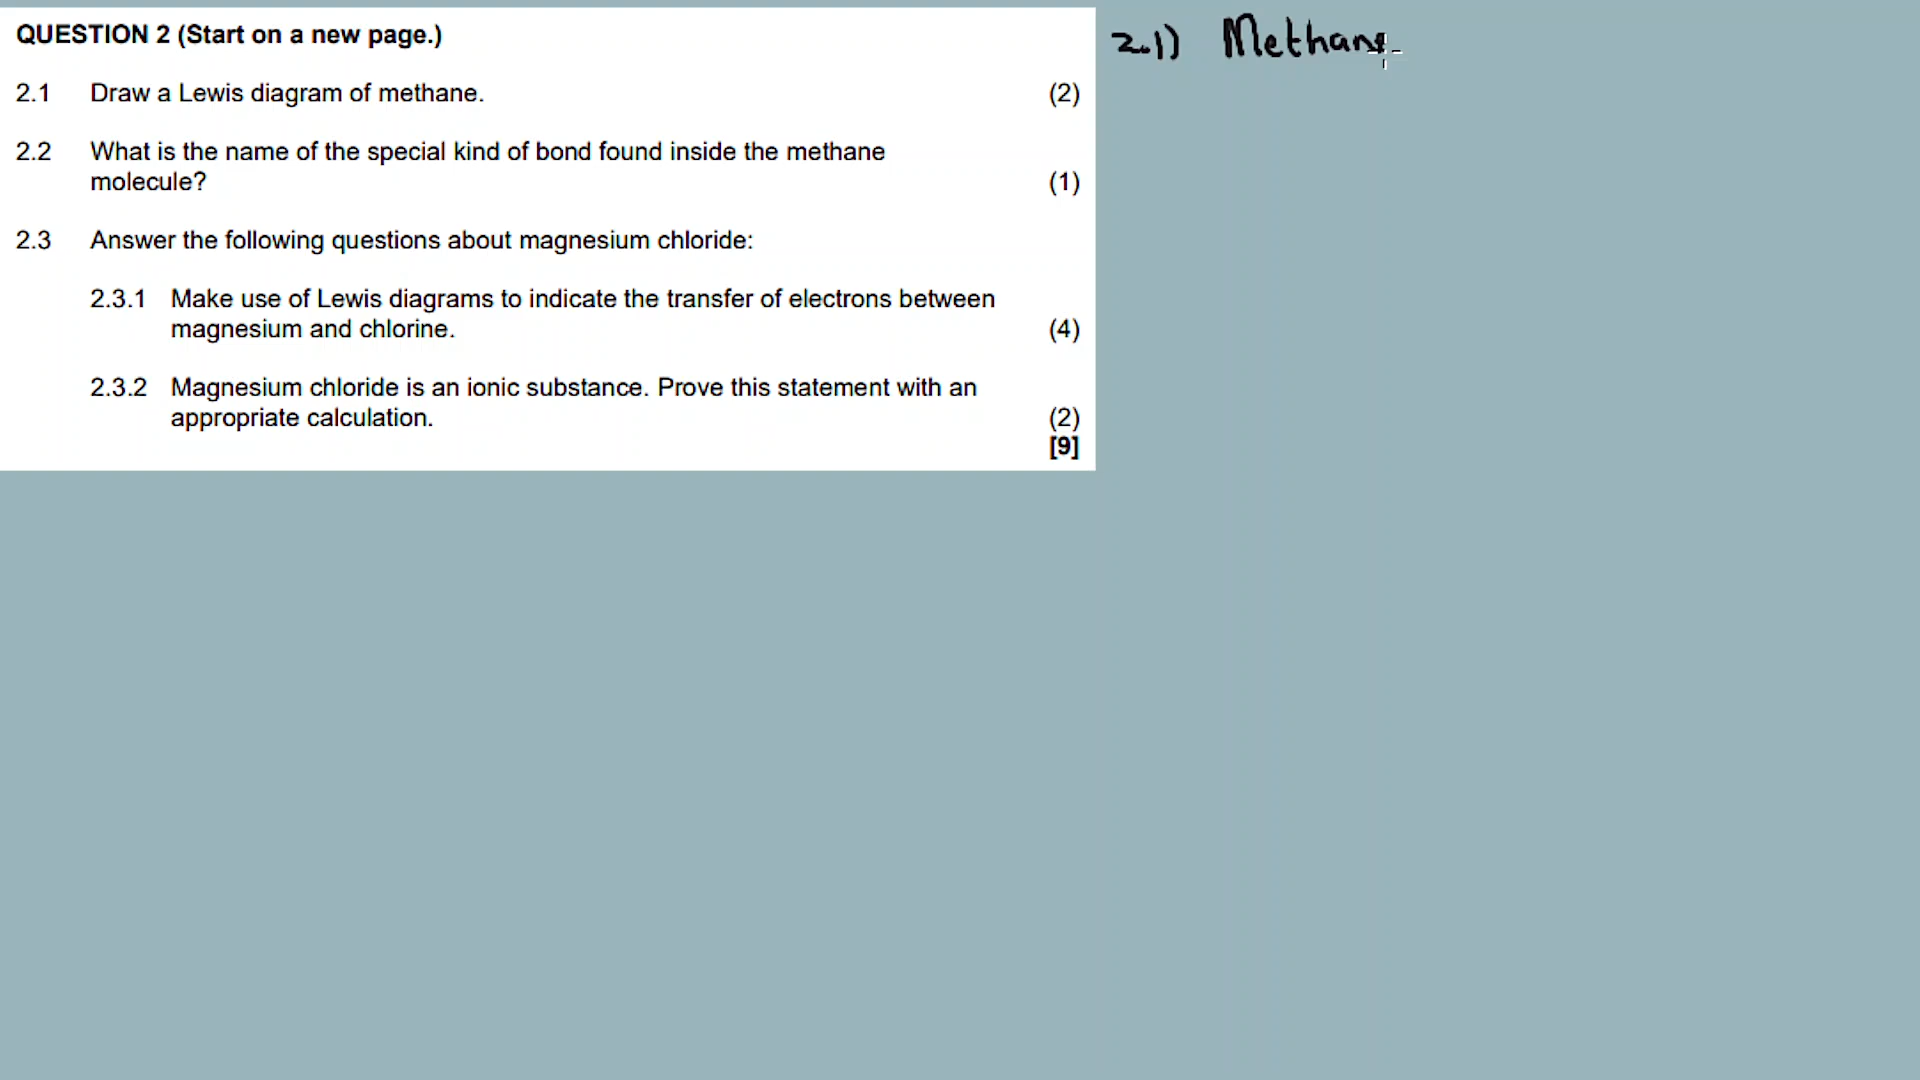 QUESTION 2 (Start on a new page.)
2.1 Draw a Lewis diagram of methane. (2)
2.2 What is the name of the special kind of bond found inside the methane
molecule? (1)
2.3 Answer the following questions about magnesium chloride:
2.3.1 Make use of Lewis diagrams to indicate the transfer of electrons between
magnesium and chlorine. (4)
2.3.2 Magnesium chloride is an ionic substance. Prove this statement with an
appropriate calculation. (2)
[9]
2.1) Methane